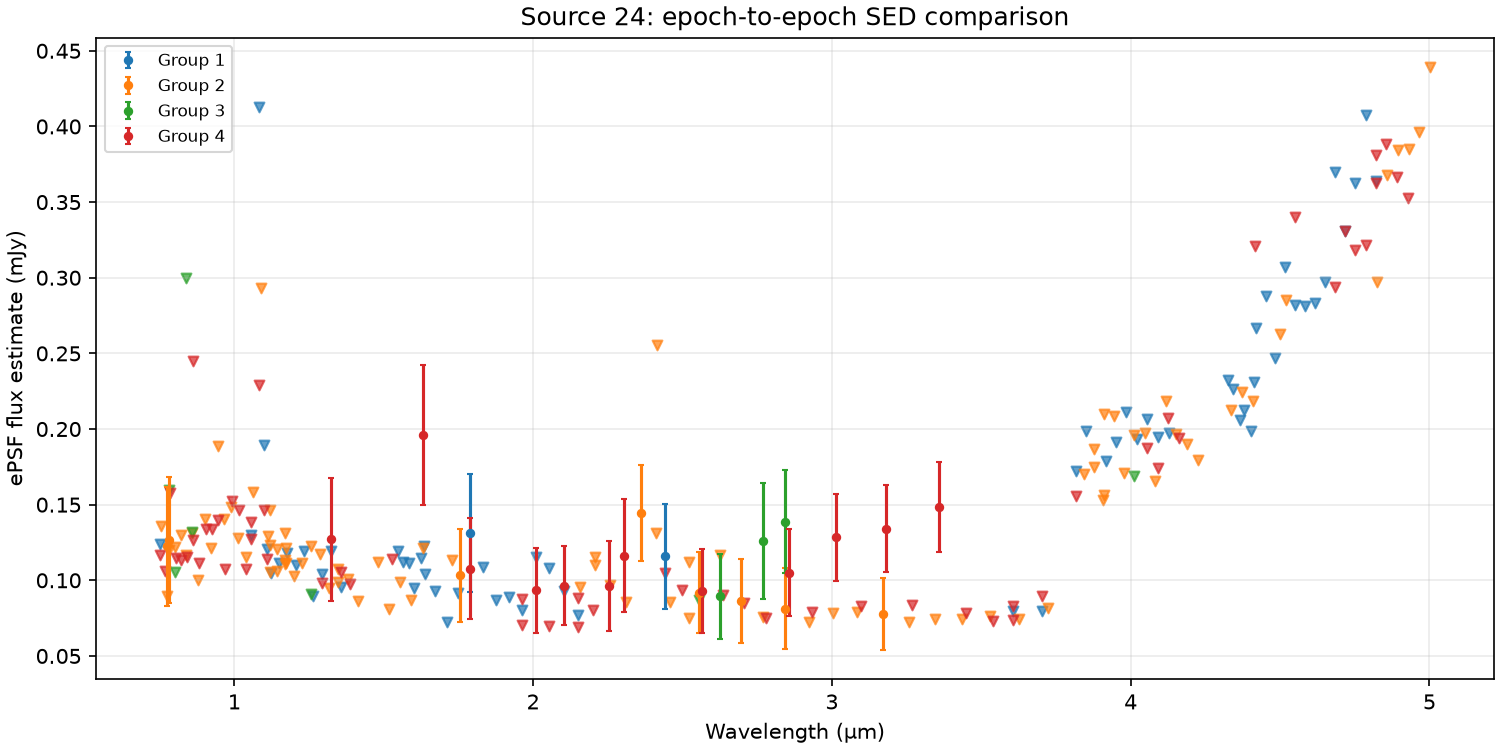 Source 24: epoch-to-epoch SED comparison
Group 1
Group 2
Group 3
Group 4
ePSF flux estimate (mJy)
0.45
0.40
0.35
0.30
0.25
0.20
0.15
0.10
0.05
1 2 3 4 5
Wavelength (μm)